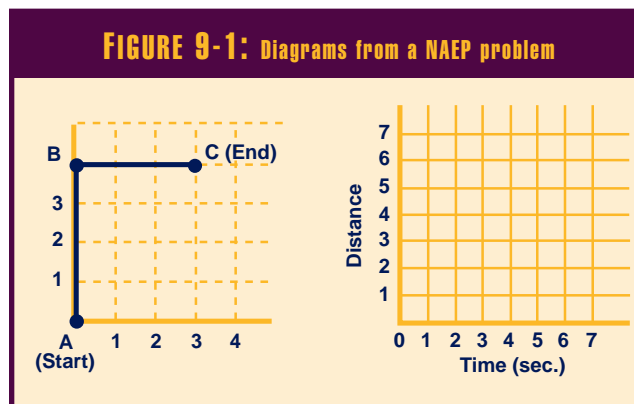 FIGURE 9-1: Diagrams from a NAEP problem
B
C (End)
3
2
1
A
(Start)
1 2 3 4
Distance
7
6
5
4
3
2
1
0 1 2 3 4 5 6 7
Time (sec.)